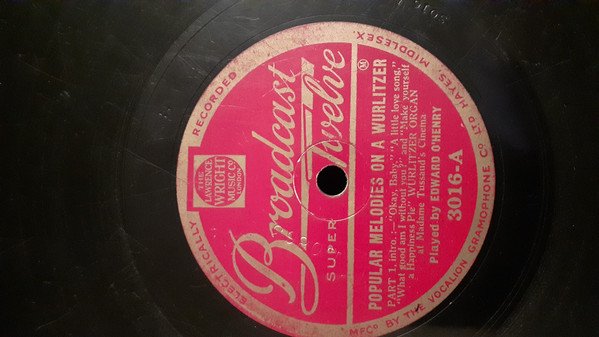 ELECTRICALLY RECORDED
THE
LAWRENCE
WRIGHT
MUSIC Co.
LONDON
Broadcast
SUPER Twelve
POPULAR MELODIES ON A WURLITZER
PART 1, intro. :—"Okay, Baby," "A little love song,"
"What good am I without you?," and "Make yourself
a Happiness Pie" WURLITZER ORGAN
at Madame Tussaud's Cinema
Played by EDWARD O'HENRY
3016-A
MFGD BY THE VOCALION GRAMOPHONE CO LTD HAYES, MIDDLESEX.